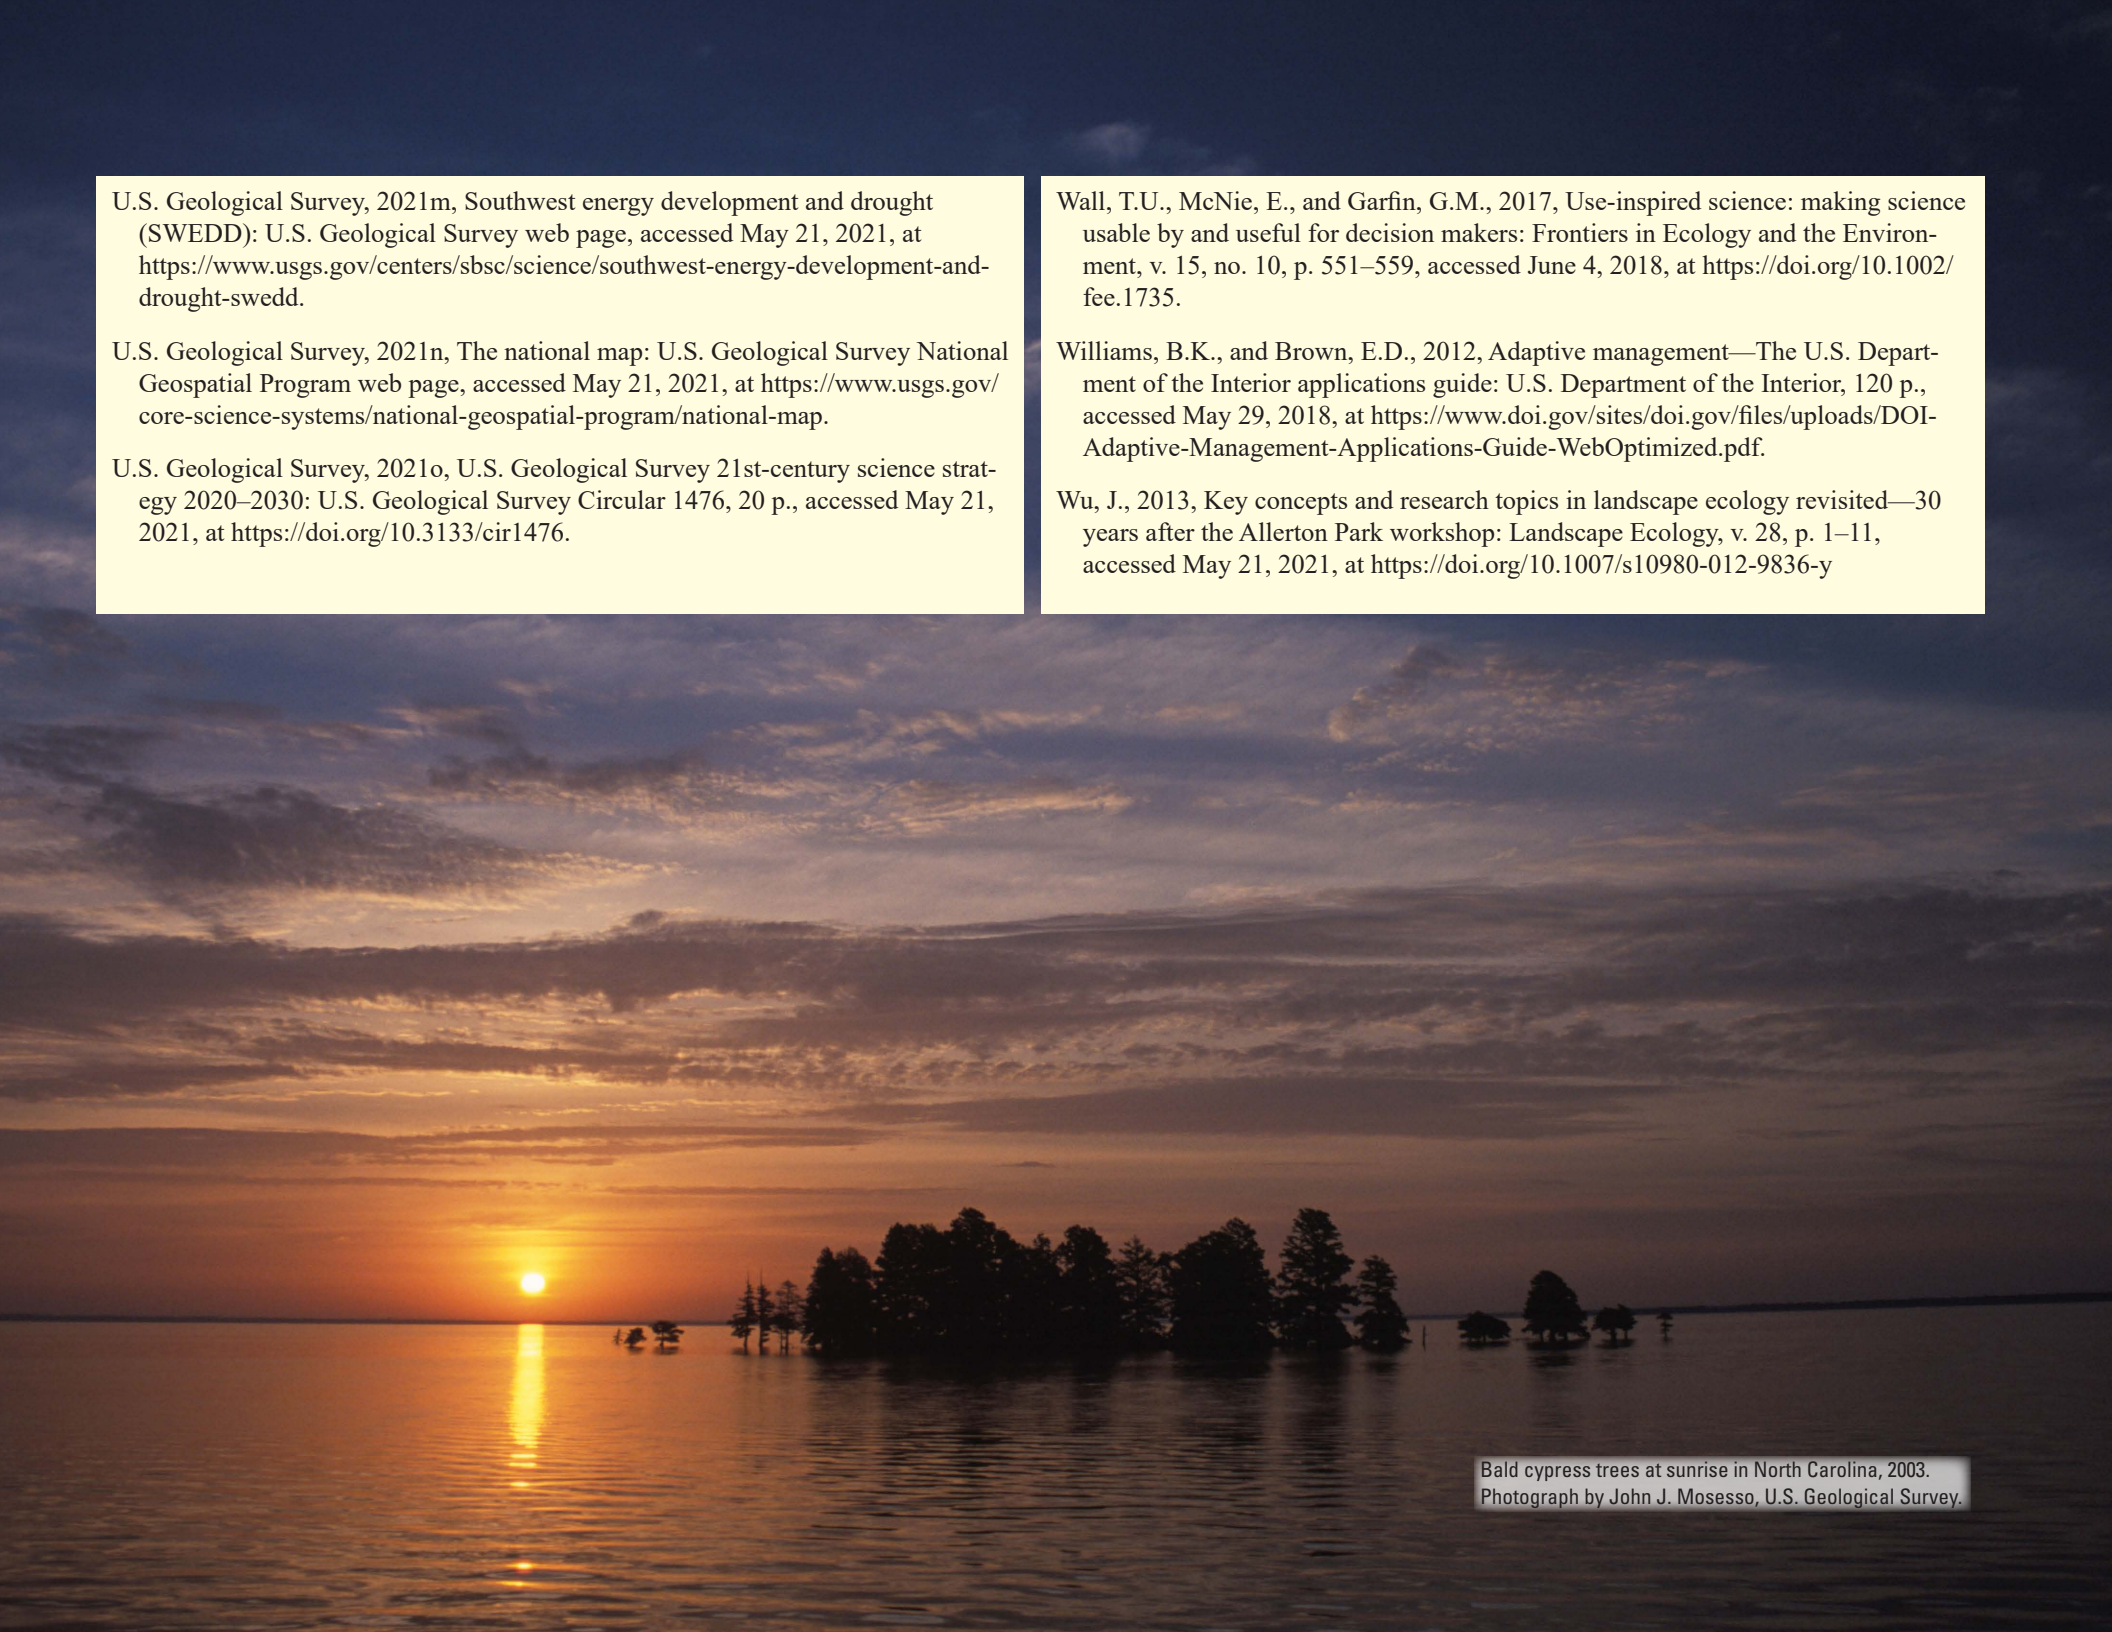 U.S. Geological Survey, 2021m, Southwest energy development and drought
(SWEDD): U.S. Geological Survey web page, accessed May 21, 2021, at
https://www.usgs.gov/centers/sbsc/science/southwest-energy-development-and-
drought-swedd.
U.S. Geological Survey, 2021n, The national map: U.S. Geological Survey National
Geospatial Program web page, accessed May 21, 2021, at https://www.usgs.gov/
core-science-systems/national-geospatial-program/national-map.
U.S. Geological Survey, 2021o, U.S. Geological Survey 21st-century science strat-
egy 2020–2030: U.S. Geological Survey Circular 1476, 20 p., accessed May 21,
2021, at https://doi.org/10.3133/cir1476.
Wall, T.U., McNie, E., and Garfin, G.M., 2017, Use-inspired science: making science
usable by and useful for decision makers: Frontiers in Ecology and the Environ-
ment, v. 15, no. 10, p. 551–559, accessed June 4, 2018, at https://doi.org/10.1002/
fee.1735.
Williams, B.K., and Brown, E.D., 2012, Adaptive management—The U.S. Depart-
ment of the Interior applications guide: U.S. Department of the Interior, 120 p.,
accessed May 29, 2018, at https://www.doi.gov/sites/doi.gov/files/uploads/DOI-
Adaptive-Management-Applications-Guide-WebOptimized.pdf.
Wu, J., 2013, Key concepts and research topics in landscape ecology revisited—30
years after the Allerton Park workshop: Landscape Ecology, v. 28, p. 1–11,
accessed May 21, 2021, at https://doi.org/10.1007/s10980-012-9836-y
Bald cypress trees at sunrise in North Carolina, 2003.
Photograph by John J. Mosesso, U.S. Geological Survey.